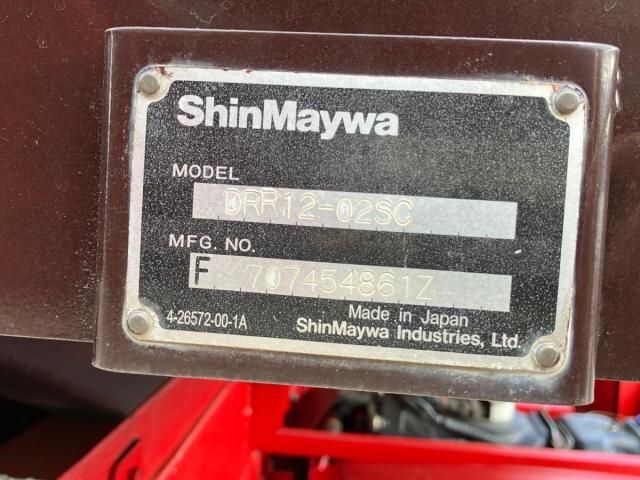 ShinMaywa
MODEL
DRR12-02SC
MFG. NO.
F 707454861Z
4-26572-00-1A
Made in Japan
ShinMaywa Industries, Ltd.